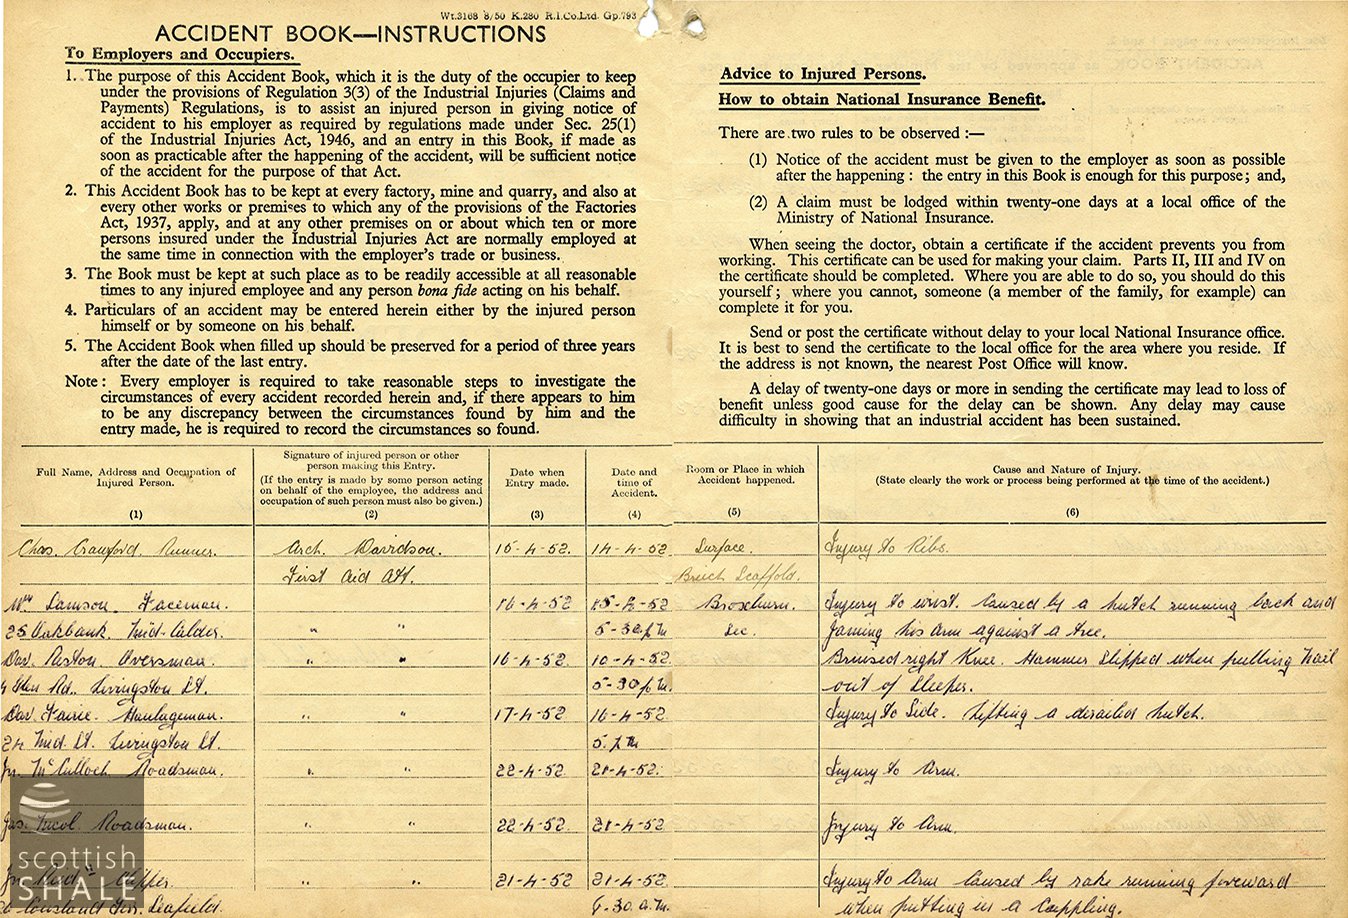 Wt.3168 8/50 K.280 R.I.Co.Ltd. Gp.793
ACCIDENT BOOK—INSTRUCTIONS
To Employers and Occupiers.
1. The purpose of this Accident Book, which it is the duty of the occupier to keep
under the provisions of Regulation 3(3) of the Industrial Injuries (Claims and
Payments) Regulations, is to assist an injured person in giving notice of
accident to his employer as required by regulations made under Sec. 25(1)
of the Industrial Injuries Act, 1946, and an entry in this Book, if made as
soon as practicable after the happening of the accident, will be sufficient notice
of the accident for the purpose of that Act.
2. This Accident Book has to be kept at every factory, mine and quarry, and also at
every other works or premises to which any of the provisions of the Factories
Act, 1937, apply, and at any other premises on or about which ten or more
persons insured under the Industrial Injuries Act are normally employed at
the same time in connection with the employer's trade or business.
3. The Book must be kept at such place as to be readily accessible at all reasonable
times to any injured employee and any person bona fide acting on his behalf.
4. Particulars of an accident may be entered herein either by the injured person
himself or by someone on his behalf.
5. The Accident Book when filled up should be preserved for a period of three years
after the date of the last entry.
Note : Every employer is required to take reasonable steps to investigate the
circumstances of every accident recorded herein and, if there appears to him
to be any discrepancy between the circumstances found by him and the
entry made, he is required to record the circumstances so found.
Advice to Injured Persons.
How to obtain National Insurance Benefit.
There are two rules to be observed :—
(1) Notice of the accident must be given to the employer as soon as possible
after the happening : the entry in this Book is enough for this purpose; and,
(2) A claim must be lodged within twenty-one days at a local office of the
Ministry of National Insurance.
When seeing the doctor, obtain a certificate if the accident prevents you from
working. This certificate can be used for making your claim. Parts II, III and IV on
the certificate should be completed. Where you are able to do so, you should do this
yourself ; where you cannot, someone (a member of the family, for example) can
complete it for you.
Send or post the certificate without delay to your local National Insurance office.
It is best to send the certificate to the local office for the area where you reside. If
the address is not known, the nearest Post Office will know.
A delay of twenty-one days or more in sending the certificate may lead to loss of
benefit unless good cause for the delay can be shown. Any delay may cause
difficulty in showing that an industrial accident has been sustained.
Full Name, Address and Occupation of
Injured Person.
(1)
Signature of injured person or other
person making this Entry.
(If the entry is made by some person acting
on behalf of the employee, the address and
occupation of such person must also be given.)
(2)
Date when
Entry made.
(3)
Date and
time of
Accident.
(4)
Room or Place in which
Accident happened.
(5)
Cause and Nature of Injury.
(State clearly the work or process being performed at the time of the accident.)
(6)
Chas. Crawford. Runner. Arch. Davidson. 15-4-52. 14-4-52 Surface. Injury to Ribs.
First Aid Att. Scaffold.
Wm Lamson. Faceman. 16-4-52 15-4-52 Broxburn. Injury to wrist. Caused by a hutch running back and
25 Oakbank. Mid-Calder. " " 5-30 p.m. Sec. Jaming his arm against a tree.
Dav. Oversman. " " 16-4-52 10-4-52 Bruised right Knee. Hammer Slipped when pulling nail
4 Glen Rd. Livingston St. 5-30 p.m. out of Sleeper.
Dav. Fairie. Haulageman. " " 17-4-52 16-4-52 Injury to Side. Lifting a derailed hutch.
24 Mid. St. Livingston St. 5. p.m
Jn. McCulloch Roadsman. " " 22-4-52. 21-4-52. Injury to Arm.
Jas. Nicol. Roadsman. " " 22-4-52. 21-4-52 Injury to Arm.
" " 21-4-52 21-4-52 Injury to Arm Caused by rake running foreward
Constant Terr. Seafield. 30 a.m. when putting in a Cuppling.
scottish
SHALE